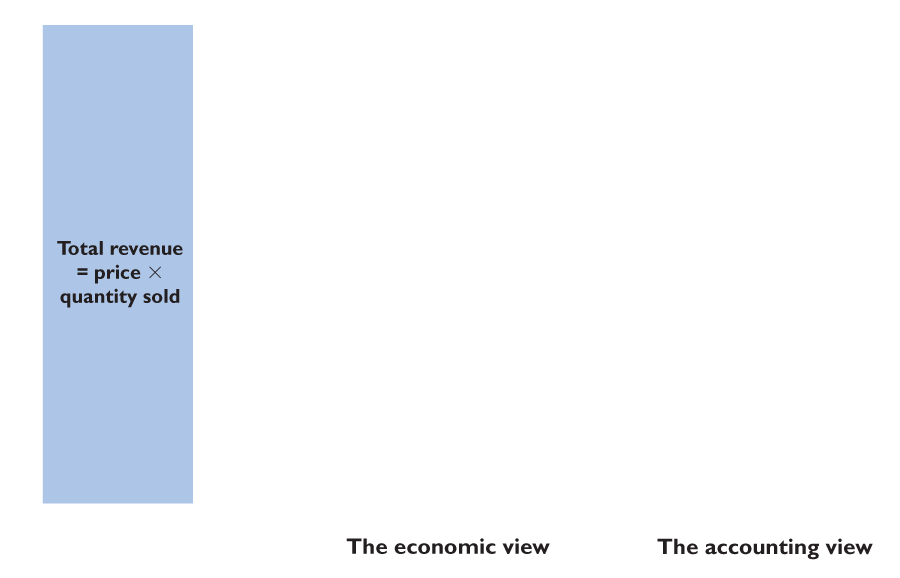 Total revenue
= price ×
quantity sold
The economic view
The accounting view